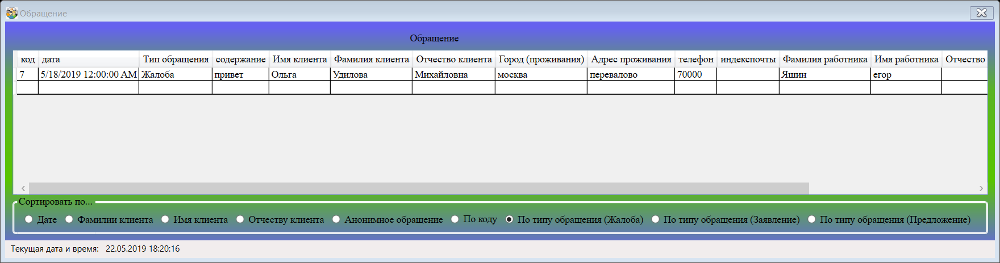 Обращение
Обращение
код дата Тип обращения содержание Имя клиента Фамилия клиента Отчество клиента Город (проживания) Адрес проживания телефон индекспочты Фамилия работника Имя работника Отчество
7 5/18/2019 12:00:00 AM Жалоба привет Ольга Удилова Михайловна москва перевалово 70000 Яшин егор
Сортировать по...
Дате Фамилии клиента Имя клиента Отчеству клиента Анонимное обращение По коду По типу обращения (Жалоба) По типу обращения (Заявление) По типу обращения (Предложение)
Текущая дата и время: 22.05.2019 18:20:16